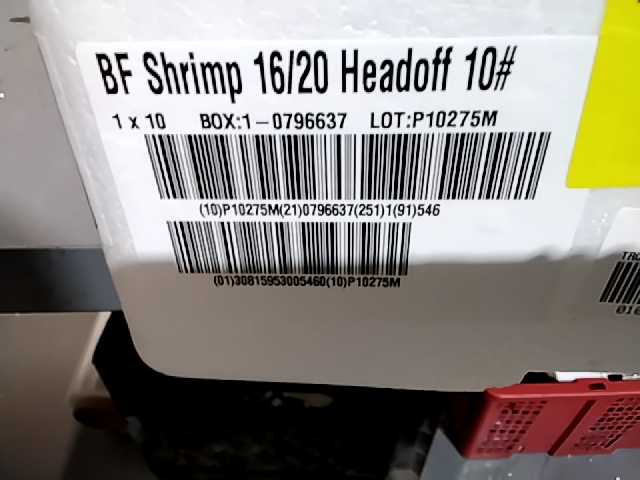 BF Shrimp 16/20 Headoff 10#
1 x 10 BOX:1-0796637 LOT:P10275M
(10)P10275M(21)0796637(251)1(91)546
(01)30815953005460(10)P10275M